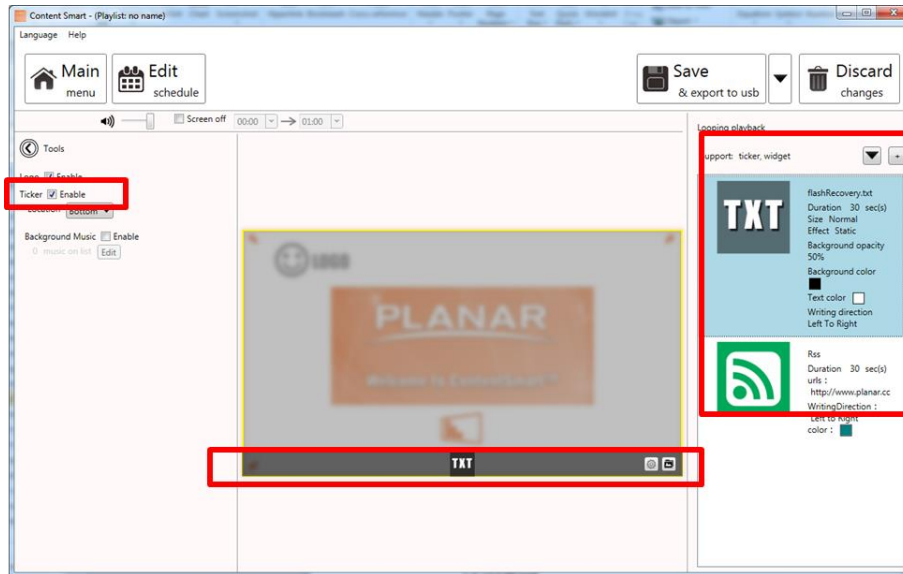 Content Smart - (Playlist: no name)
Language Help
Main menu
Edit schedule
Save & export to usb
Discard changes
Screen off 00:00 01:00
Looping playback
Tools
Support: ticker, widget
Logo Enable
Ticker Enable
Location Bottom
Background Music Enable
0 music on list Edit
LOGO
PLANAR
Welcome to ContentSmart™
TXT
TXT
flashRecovery.txt
Duration 30 sec(s)
Size Normal
Effect Static
Background opacity
50%
Background color
Text color
Writing direction
Left To Right
Rss
Duration 30 sec(s)
urls :
http://www.planar.cc
WritingDirection :
Left to Right
color :